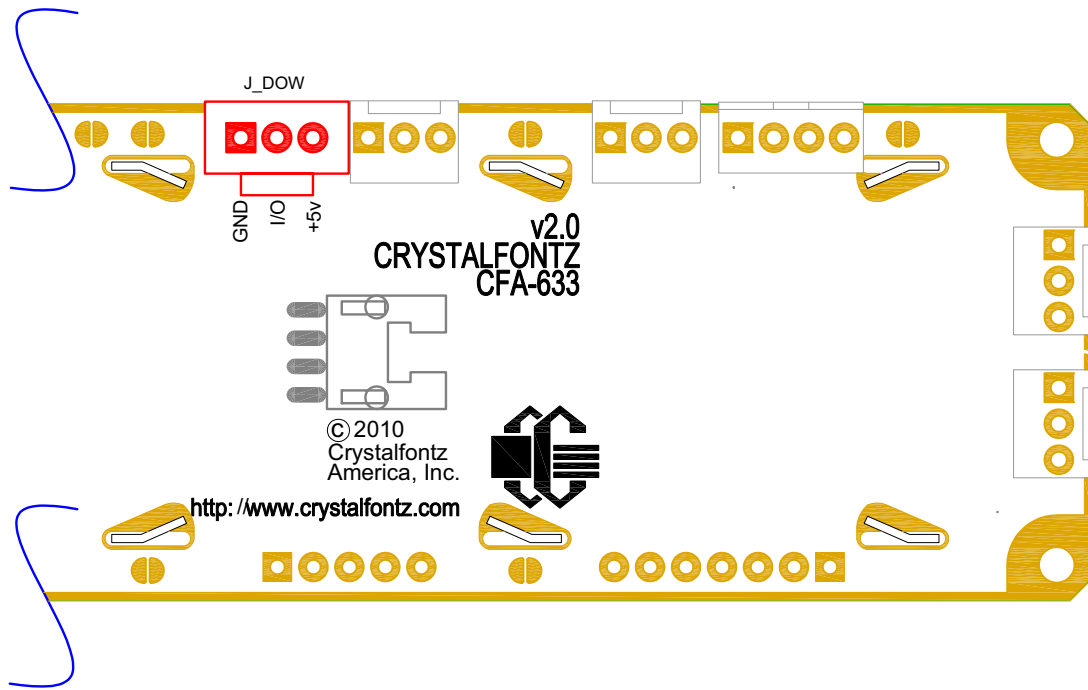 J_DOW
GND
I/O
+5v
v2.0
CRYSTALFONTZ
CFA-633
© 2010
Crystalfontz
America, Inc.
http://www.crystalfontz.com